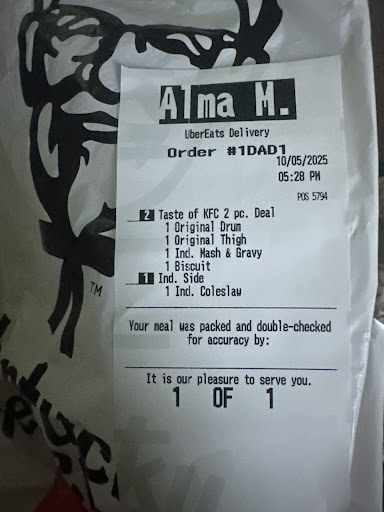 Alma M.
UberEats Delivery
Order #1DAD1
10/05/2025
05:28 PM
POS 5794
2 Taste of KFC 2 pc. Deal
1 Original Drum
1 Original Thigh
1 Ind. Mash & Gravy
1 Biscuit
1 Ind. Side
1 Ind. Coleslaw
Your meal was packed and double-checked
for accuracy by:
It is our pleasure to serve you.
1 OF 1
TM